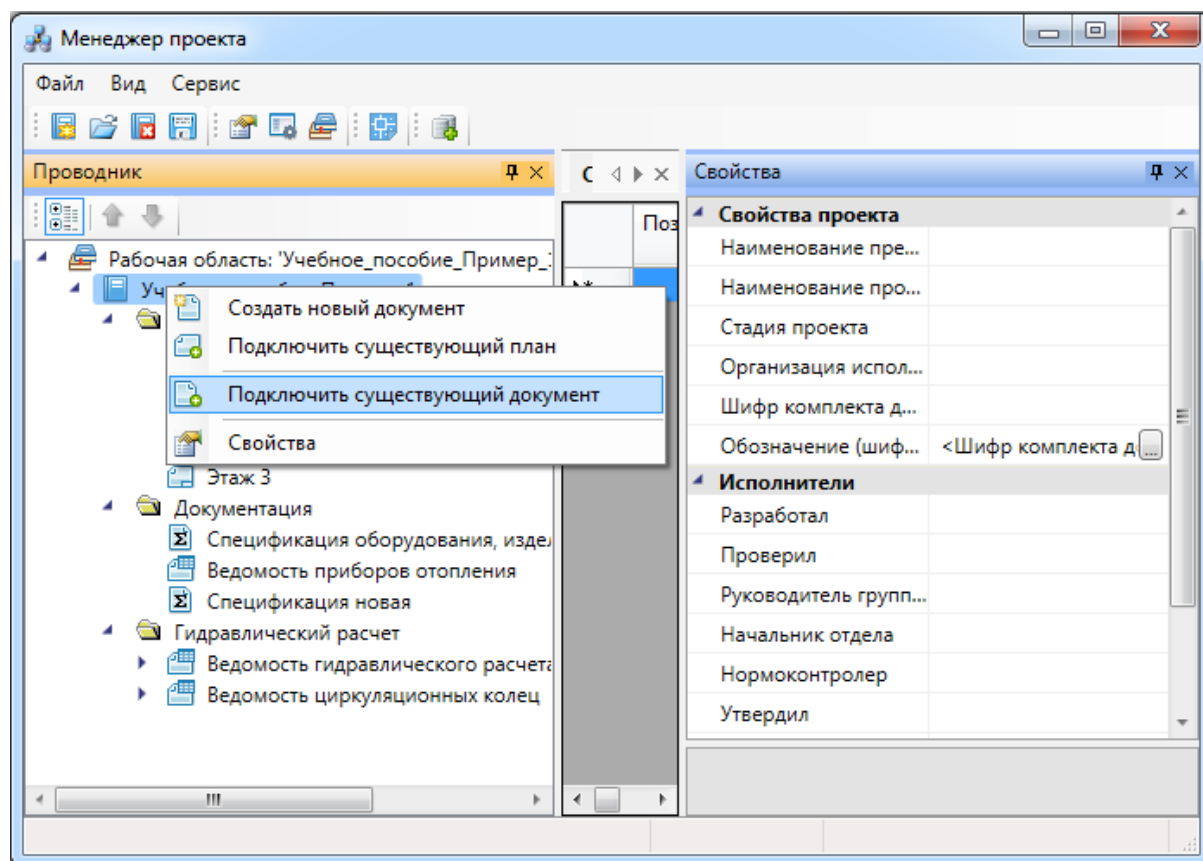 Менеджер проекта
Файл Вид Сервис
Проводник
Рабочая область: 'Учебное_пособие_Пример_
Создать новый документ
Подключить существующий план
Подключить существующий документ
Свойства
Этаж 3
Документация
Спецификация оборудования, издел
Ведомость приборов отопления
Спецификация новая
Гидравлический расчет
Ведомость гидравлического расчета
Ведомость циркуляционных колец
С
Поз
Свойства
Свойства проекта
Наименование пре...
Наименование про...
Стадия проекта
Организация испол...
Шифр комплекта д...
Обозначение (шиф... <Шифр комплекта д ...
Исполнители
Разработал
Проверил
Руководитель групп...
Начальник отдела
Нормоконтролер
Утвердил